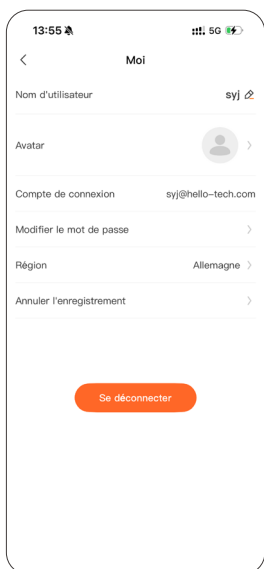 13:55
5G
Moi
Nom d'utilisateur syj
Avatar
Compte de connexion syj@hello-tech.com
Modifier le mot de passe
Région Allemagne
Annuler l'enregistrement
Se déconnecter